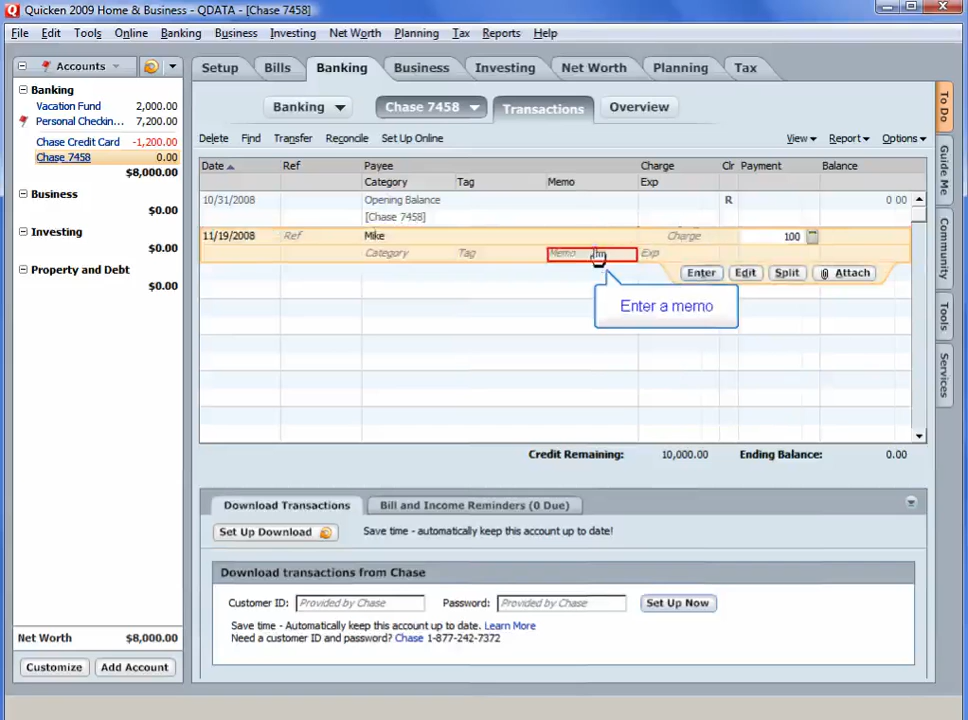 Quicken 2009 Home & Business - QDATA - [Chase 7458]
File Edit Tools Online Banking Business Investing Net Worth Planning Tax Reports Help
Accounts
Banking
Vacation Fund 2,000.00
Personal Checkin... 7,200.00
Chase Credit Card -1,200.00
Chase 7458 0.00
$8,000.00
Business
$0.00
Investing
$0.00
Property and Debt
$0.00
Net Worth $8,000.00
Customize Add Account
Setup Bills Banking Business Investing Net Worth Planning Tax
Banking Chase 7458 Transactions Overview
Delete Find Transfer Reconcile Set Up Online View Report Options
Date Ref Payee Charge Clr Payment Balance
Category Tag Memo Exp
10/31/2008 Opening Balance R 0 00
[Chase 7458]
11/19/2008 Ref Mike Charge 100
Category Tag Memo Exp
Enter Edit Split Attach
Enter a memo
Credit Remaining: 10,000.00 Ending Balance: 0.00
Download Transactions Bill and Income Reminders (0 Due)
Set Up Download Save time - automatically keep this account up to date!
Download transactions from Chase
Customer ID: Provided by Chase Password: Provided by Chase Set Up Now
Save time - Automatically keep this account up to date. Learn More
Need a customer ID and password? Chase 1-877-242-7372
To Do
Guide Me
Community
Tools
Services